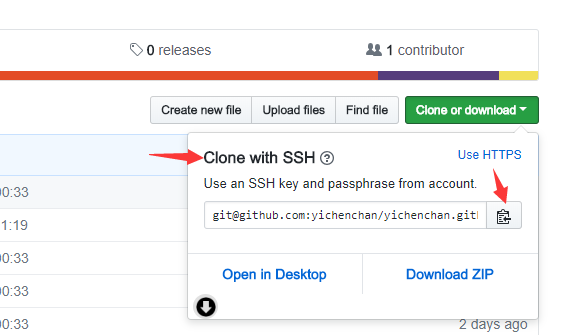 0 releases
1 contributor
Create new file
Upload files
Find file
Clone or download
Clone with SSH
Use HTTPS
Use an SSH key and passphrase from account.
git@github.com:yichenchan/yichenchan.git
Open in Desktop
Download ZIP
00:33
1:19
00:33
00:33
2 days ago